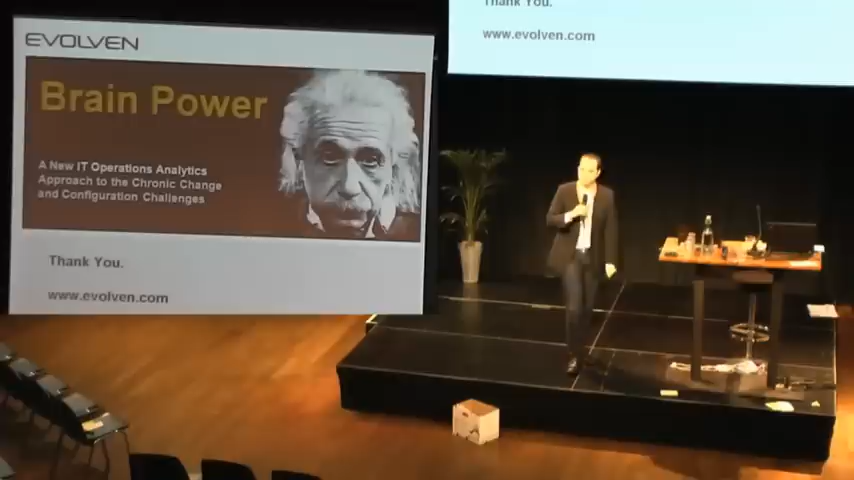 EVOLVEN
Brain Power
A New IT Operations Analytics
Approach to the Chronic Change
and Configuration Challenges
Thank You.
www.evolven.com
Thank You.
www.evolven.com